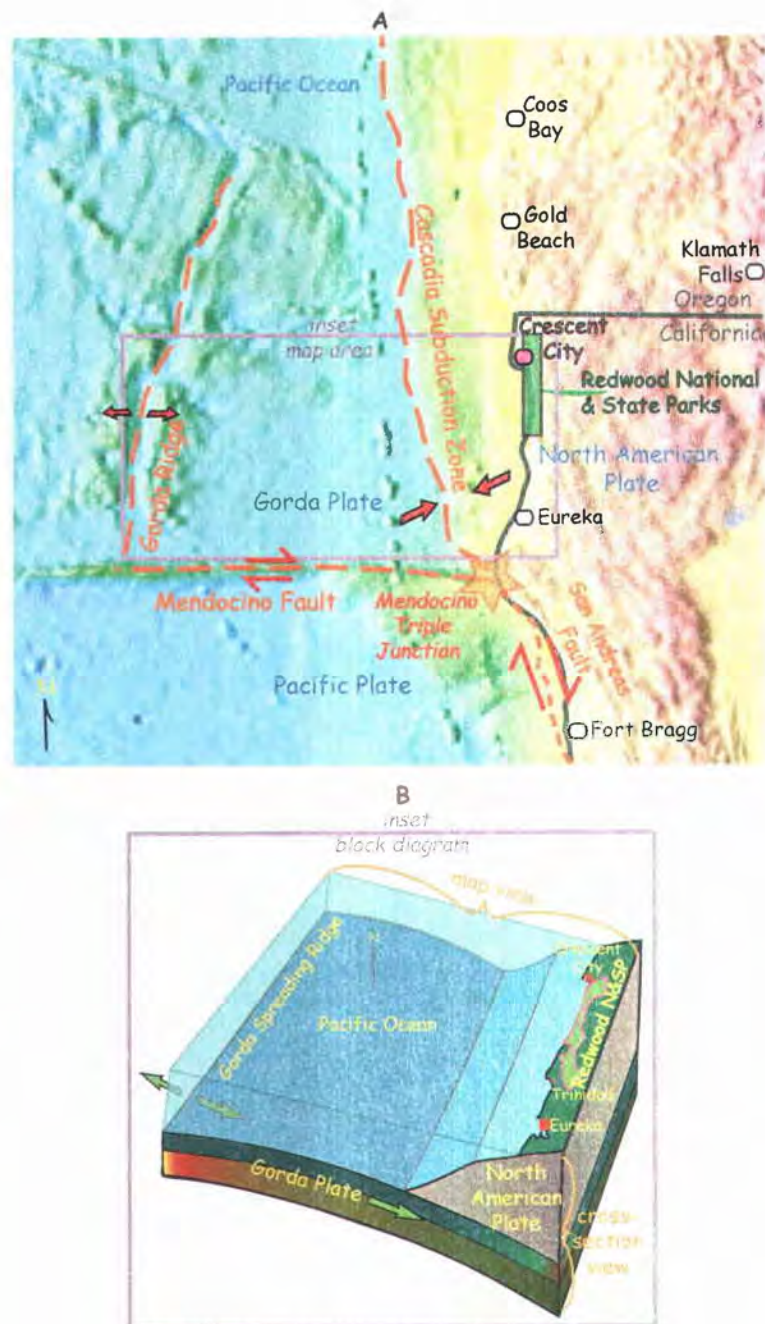 A
Pacific Ocean
Coos
Bay
Gold
Beach
Klamath
Falls
Oregon
California
Cascadia Subduction Zone
inset
map area
Crescent
City
Redwood National
& State Parks
North American
Plate
Gorda Ridge
Gorda Plate
Eureka
Mendocino Fault
Mendocino
Triple
Junction
San Andreas
Fault
Pacific Plate
Fort Bragg
B
inset
block diagram
map view
Gorda Spreading Ridge
Pacific Ocean
Crescent
City
Redwood N&SP
Trinidad
Eureka
Gorda Plate
North
American
Plate
cross-
section
view